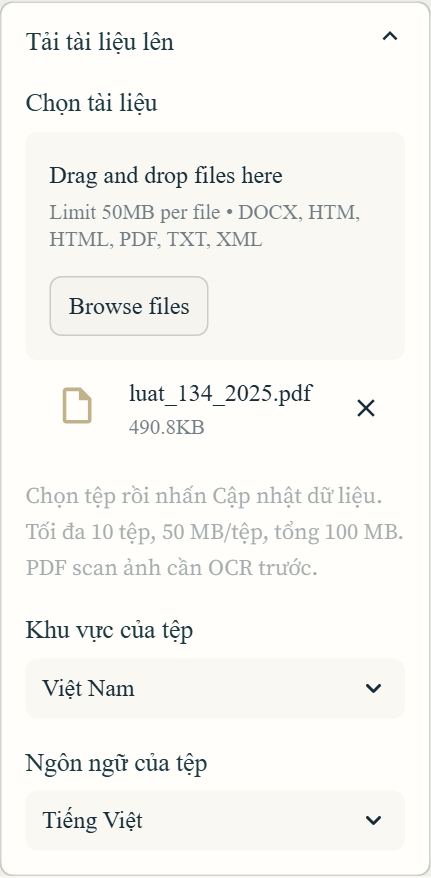 Tải tài liệu lên
Chọn tài liệu
Drag and drop files here
Limit 50MB per file • DOCX, HTM,
HTML, PDF, TXT, XML
Browse files
luat_134_2025.pdf
490.8KB
Chọn tệp rồi nhấn Cập nhật dữ liệu.
Tối đa 10 tệp, 50 MB/tệp, tổng 100 MB.
PDF scan ảnh cần OCR trước.
Khu vực của tệp
Việt Nam
Ngôn ngữ của tệp
Tiếng Việt